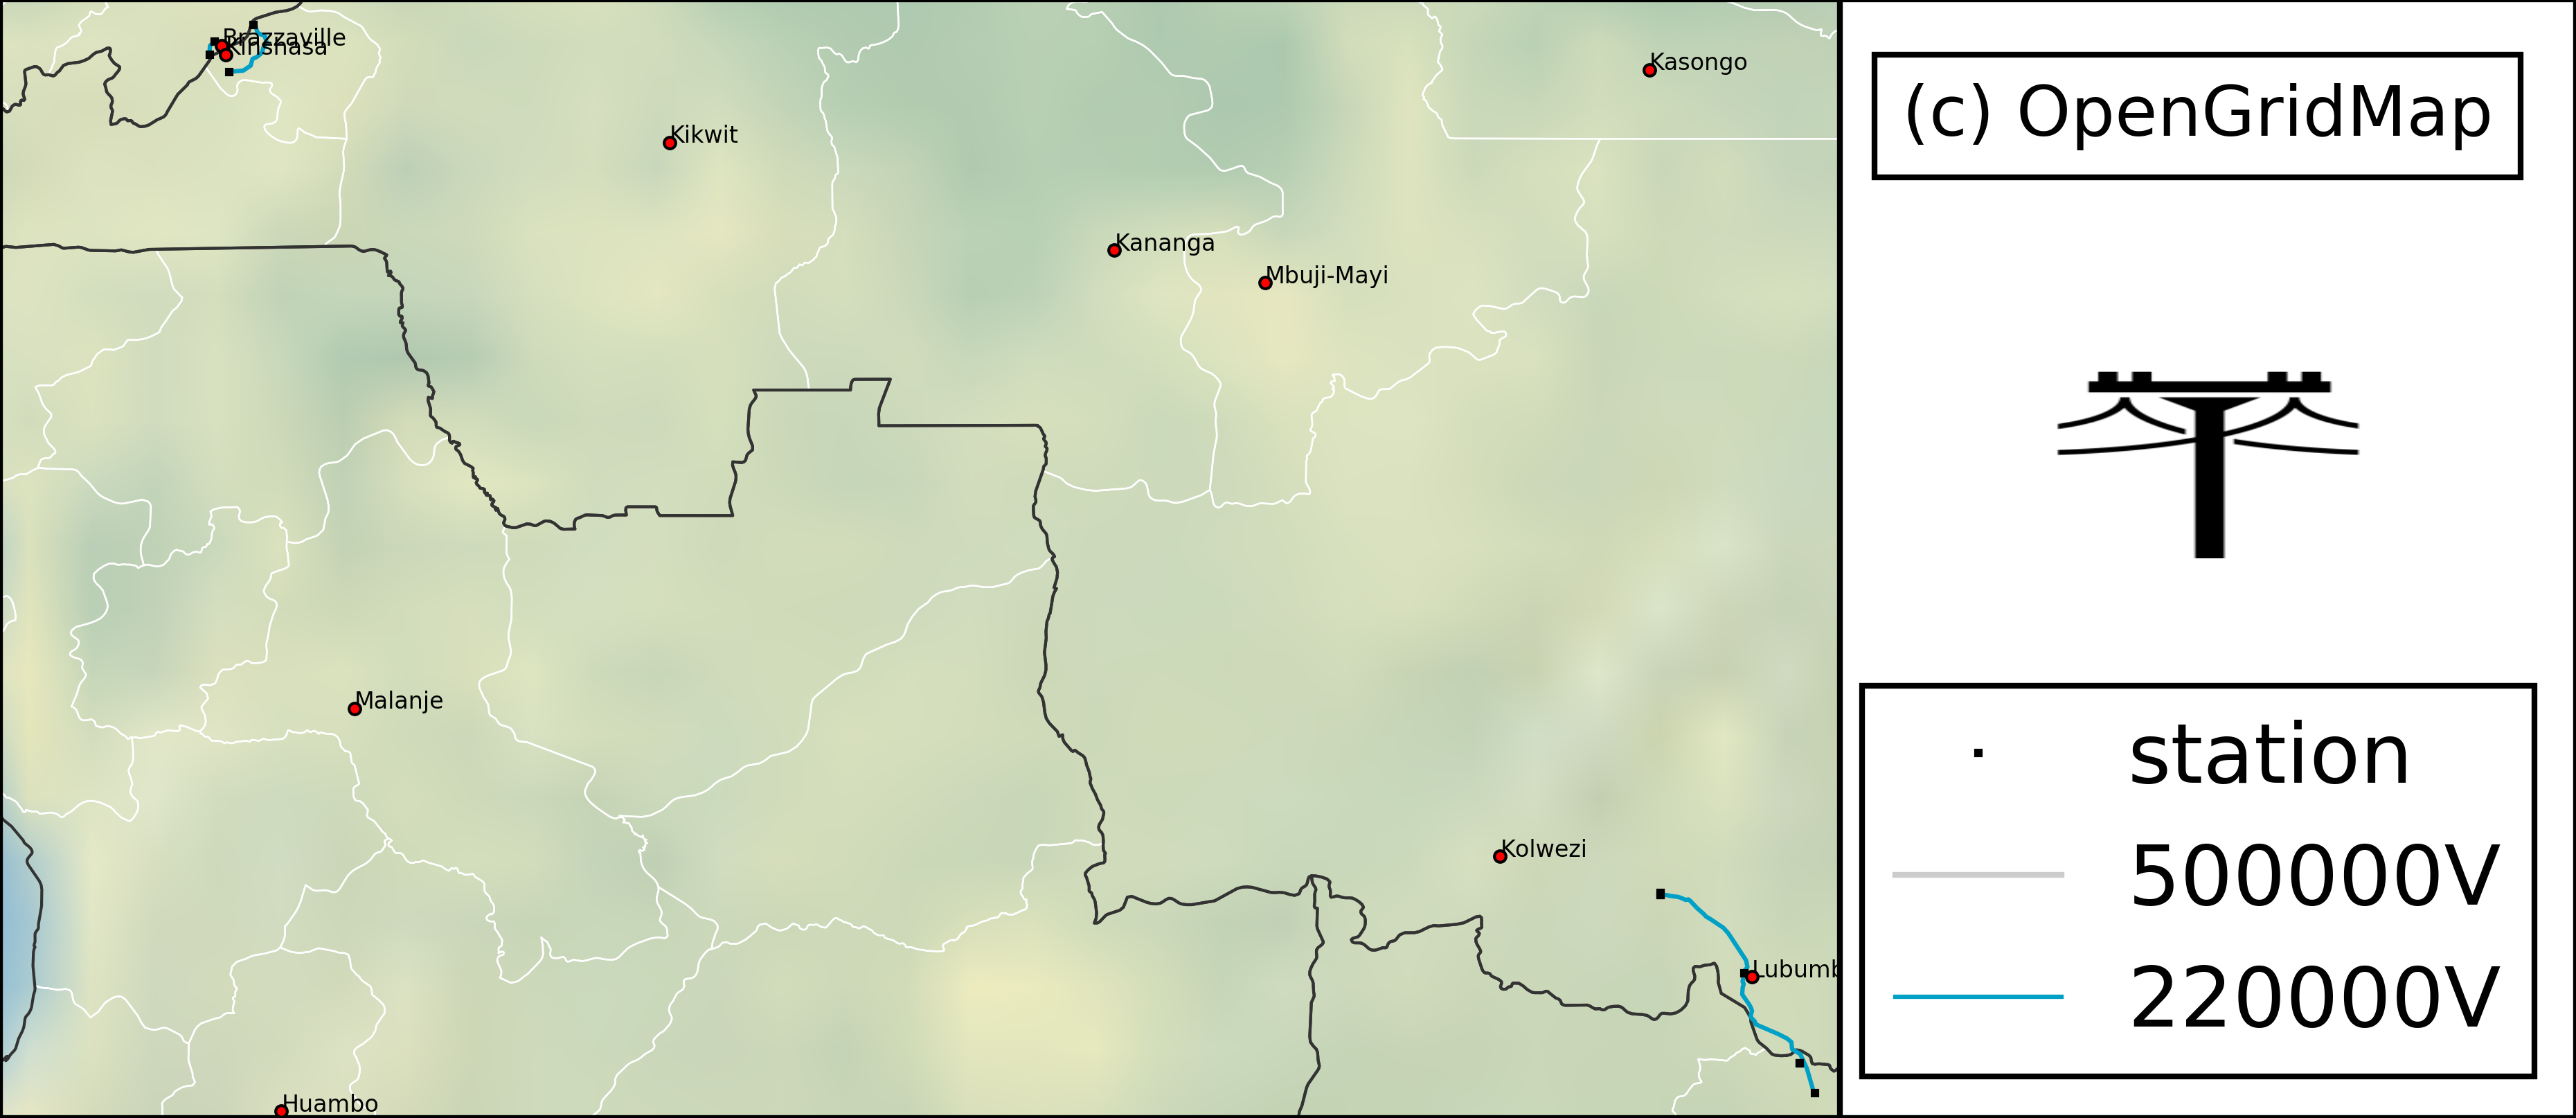 Brazzaville
Kinshasa
Kasongo
Kikwit
Kananga
Mbuji-Mayi
Malanje
Kolwezi
Lubumb
Huambo
(c) OpenGridMap
station
500000V
220000V